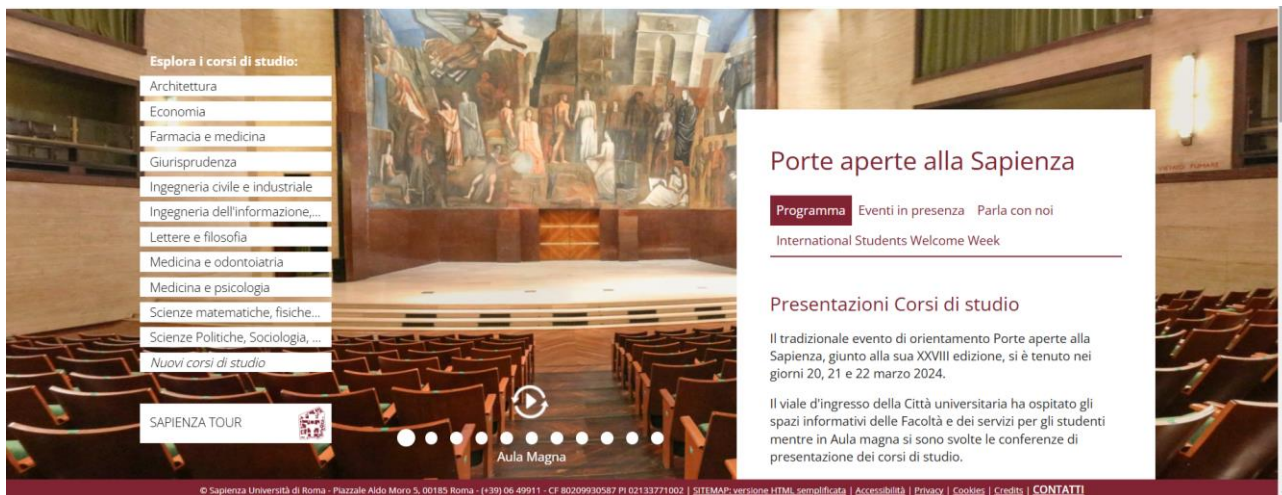 Esplora i corsi di studio:
Architettura
Economia
Farmacia e medicina
Giurisprudenza
Ingegneria civile e industriale
Ingegneria dell'informazione,...
Lettere e filosofia
Medicina e odontoiatria
Medicina e psicologia
Scienze matematiche, fisiche...
Scienze Politiche, Sociologia, ...
Nuovi corsi di studio
SAPIENZA TOUR
Aula Magna
VIETATO FUMARE
Porte aperte alla Sapienza
Programma Eventi in presenza Parla con noi
International Students Welcome Week
Presentazioni Corsi di studio
Il tradizionale evento di orientamento Porte aperte alla
Sapienza, giunto alla sua XXVIII edizione, si è tenuto nei
giorni 20, 21 e 22 marzo 2024.
Il viale d'ingresso della Città universitaria ha ospitato gli
spazi informativi delle Facoltà e dei servizi per gli studenti
mentre in Aula magna si sono svolte le conferenze di
presentazione dei corsi di studio.
© Sapienza Università di Roma - Piazzale Aldo Moro 5, 00185 Roma - (+39) 06 49911 - CF 80209930587 PI 02133771002 | SITEMAP: versione HTML semplificata | Accessibilità | Privacy | Cookies | Credits | CONTATTI